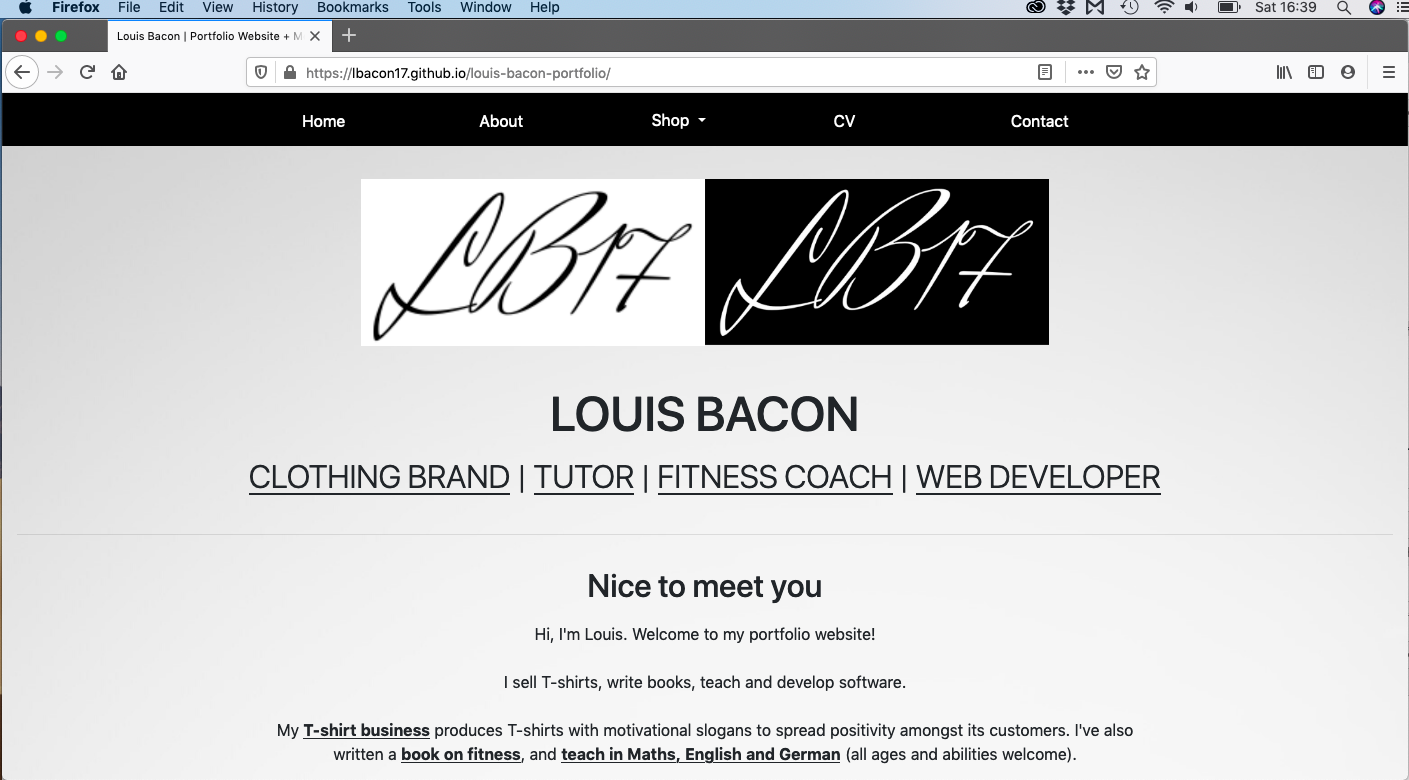 Firefox File Edit View History Bookmarks Tools Window Help Sat 16:39
Louis Bacon | Portfolio Website + M
https://lbacon17.github.io/louis-bacon-portfolio/
Home About Shop CV Contact
LB17 LB17
LOUIS BACON
CLOTHING BRAND | TUTOR | FITNESS COACH | WEB DEVELOPER
Nice to meet you
Hi, I'm Louis. Welcome to my portfolio website!
I sell T-shirts, write books, teach and develop software.
My T-shirt business produces T-shirts with motivational slogans to spread positivity amongst its customers. I've also
written a book on fitness, and teach in Maths, English and German (all ages and abilities welcome).